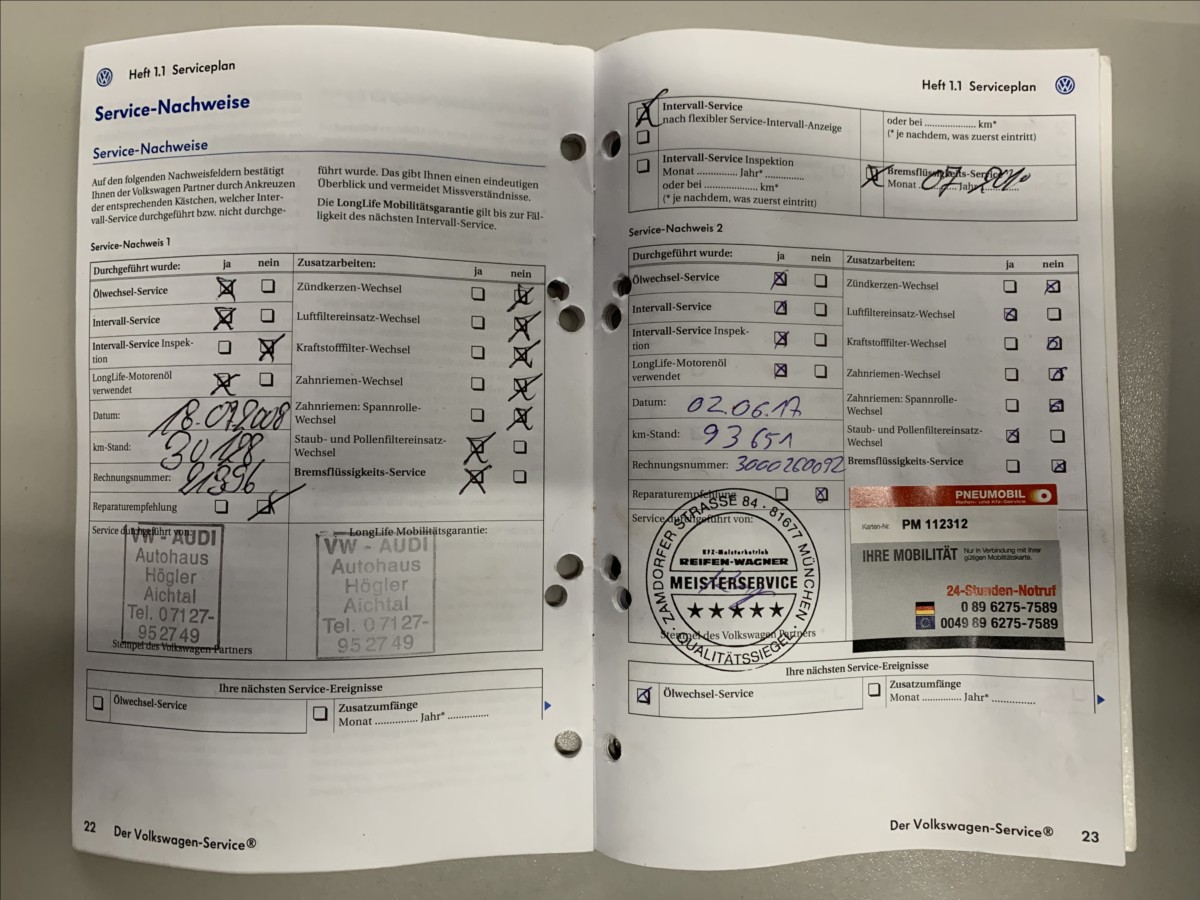 Heft 1.1 Serviceplan
Service-Nachweise
Service-Nachweise
Auf den folgenden Nachweisfeldern bestätigt
Ihnen der Volkswagen Partner durch Ankreuzen
der entsprechenden Kästchen, welcher Inter-
vall-Service durchgeführt bzw. nicht durchge-
führt wurde. Das gibt Ihnen einen eindeutigen
Überblick und vermeidet Missverständnisse.
Die LongLife Mobilitätsgarantie gilt bis zur Fäl-
ligkeit des nächsten Intervall-Service.
Service-Nachweis 1
Durchgeführt wurde: ja nein
Ölwechsel-Service
Intervall-Service
Intervall-Service Inspek-
tion
LongLife-Motorenöl
verwendet
Datum: 18.07.2008
km-Stand: 30188
Rechnungsnummer: 21396
Reparaturempfehlung
Zusatzarbeiten: ja nein
Zündkerzen-Wechsel
Luftfiltereinsatz-Wechsel
Kraftstofffilter-Wechsel
Zahnriemen-Wechsel
Zahnriemen: Spannrolle-
Wechsel
Staub- und Pollenfiltereinsatz-
Wechsel
Bremsflüssigkeits-Service
Service durchgeführt von:
VW - AUDI
Autohaus
Högler
Aichtal
Tel. 07127-
952749
Stempel des Volkswagen Partners
LongLife Mobilitätsgarantie:
VW - AUDI
Autohaus
Högler
Aichtal
Tel. 07127-
952749
Ihre nächsten Service-Ereignisse
Ölwechsel-Service
Zusatzumfänge
Monat .............. Jahr* ..............
22 Der Volkswagen-Service®
Heft 1.1 Serviceplan
Intervall-Service
nach flexibler Service-Intervall-Anzeige
Intervall-Service Inspektion
Monat .............. Jahr* ..............
oder bei ..................... km*
(* je nachdem, was zuerst eintritt)
oder bei ..................... km*
(* je nachdem, was zuerst eintritt)
Bremsflüssigkeits-Service
Monat 07 Jahr 2010
Service-Nachweis 2
Durchgeführt wurde: ja nein
Ölwechsel-Service
Intervall-Service
Intervall-Service Inspek-
tion
LongLife-Motorenöl
verwendet
Datum: 02.06.17
km-Stand: 93651
Rechnungsnummer: 3000260092
Reparaturempfehlung
Zusatzarbeiten: ja nein
Zündkerzen-Wechsel
Luftfiltereinsatz-Wechsel
Kraftstofffilter-Wechsel
Zahnriemen-Wechsel
Zahnriemen: Spannrolle-
Wechsel
Staub- und Pollenfiltereinsatz-
Wechsel
Bremsflüssigkeits-Service
Service durchgeführt von:
ZAMDORFER STRASSE 84 · 81677 MÜNCHEN
KFZ-Meisterbetrieb
REIFEN-WAGNER
MEISTERSERVICE
· QUALITÄTSSIEGEL ·
Stempel des Volkswagen Partners
PNEUMOBIL
Reifen- und Kfz-Service
Karten-Nr. PM 112312
IHRE MOBILITÄT Nur in Verbindung mit Ihrer
gültigen Mobilitätskarte.
24-Stunden-Notruf
0 89 6275-7589
0049 89 6275-7589
Ihre nächsten Service-Ereignisse
Ölwechsel-Service
Zusatzumfänge
Monat .............. Jahr* ..............
Der Volkswagen-Service® 23